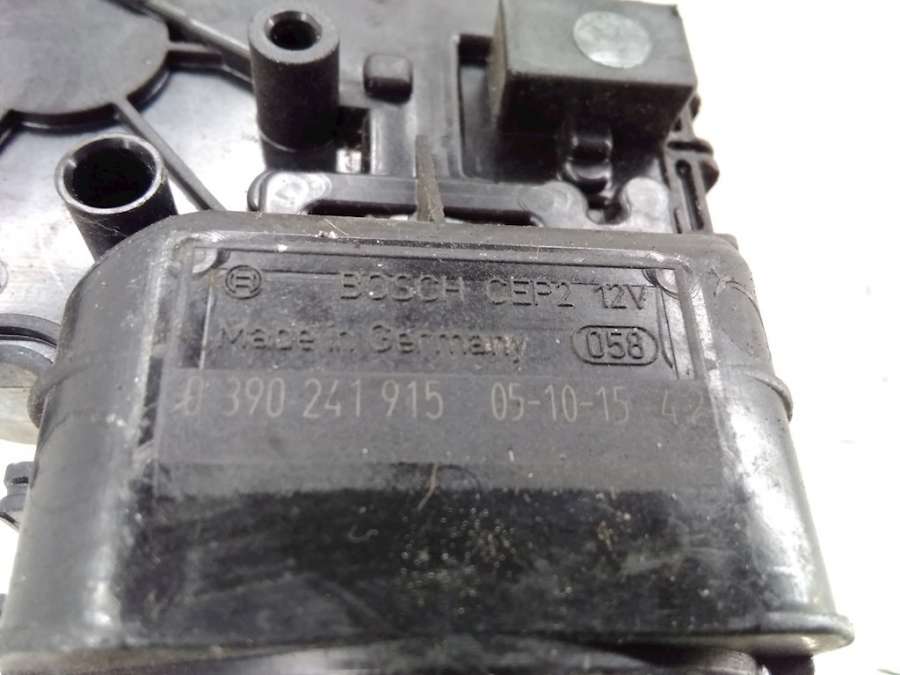 BOSCH CEP2 12V
Made in Germany 058
0 390 241 915 05-10-15 42